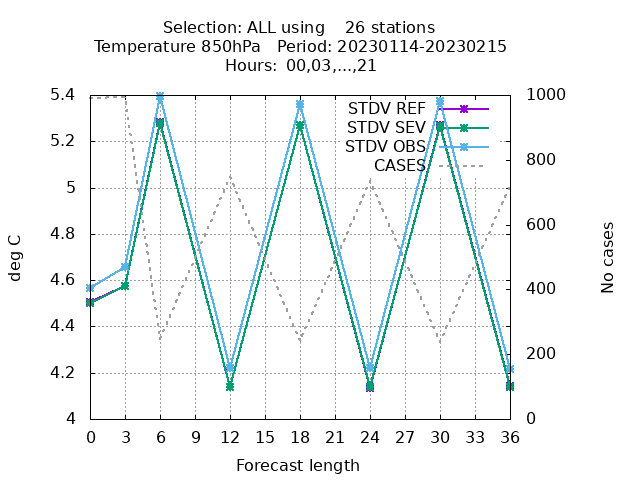 Selection: ALL using    26 stations
Temperature 850hPa   Period: 20230114-20230215
Hours: 00,03,...,21
5.4
5.2
5
4.8
4.6
4.4
4.2
4
1000
800
600
400
200
0
STDV REF
STDV SEV
STDV OBS
CASES
deg C
No cases
0 3 6 9 12 15 18 21 24 27 30 33 36
Forecast length